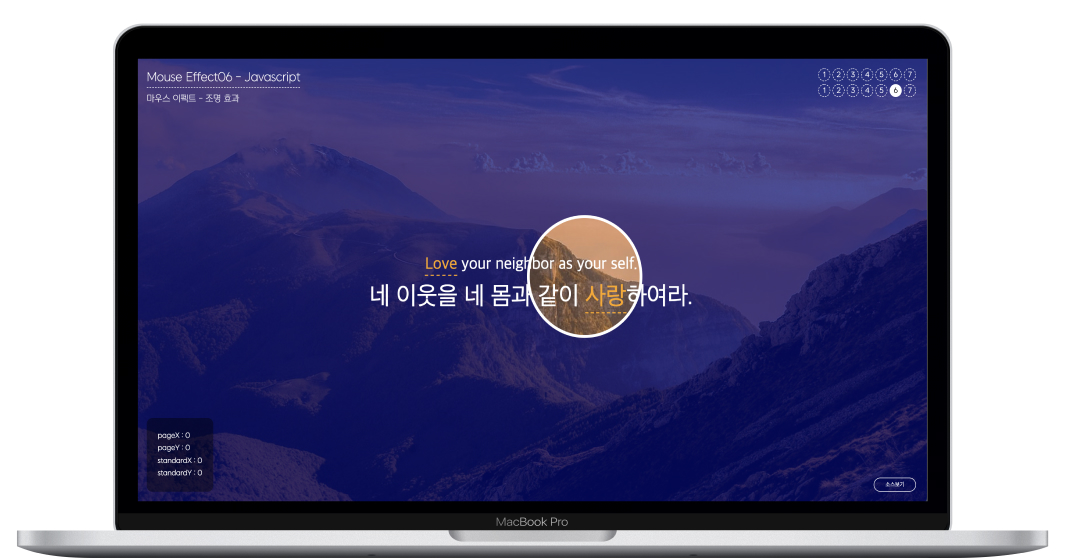 Mouse Effect06 - Javascript
마우스 이펙트 - 조명 효과
1 2 3 4 5 6 7
1 2 3 4 5 6 7
Love your neighbor as your self.
네 이웃을 네 몸과 같이 사랑하여라.
pageX : 0
pageY : 0
standardX : 0
standardY : 0
소스보기
MacBook Pro